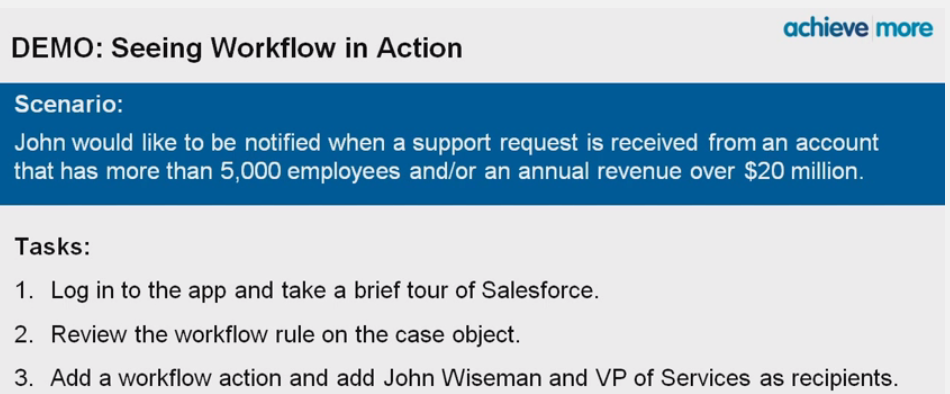 achieve more
DEMO: Seeing Workflow in Action
Scenario:
John would like to be notified when a support request is received from an account
that has more than 5,000 employees and/or an annual revenue over $20 million.
Tasks:
1. Log in to the app and take a brief tour of Salesforce.
2. Review the workflow rule on the case object.
3. Add a workflow action and add John Wiseman and VP of Services as recipients.